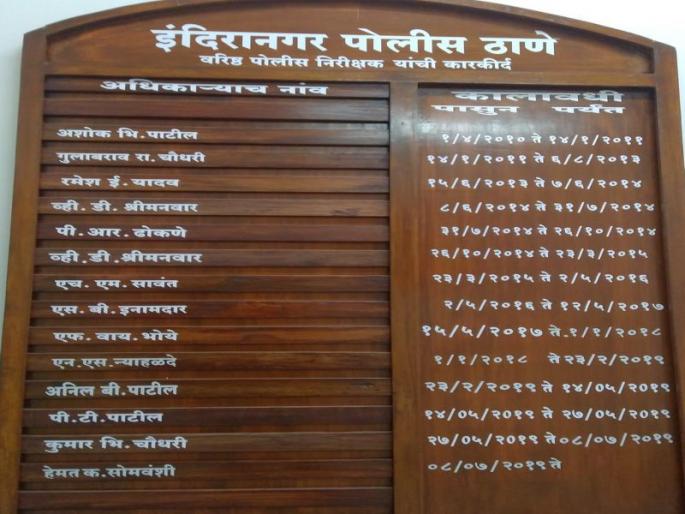 इंदिरानगर पोलीस ठाणे
वरिष्ठ पोलीस निरीक्षक यांची कारकीर्द
अधिकाऱ्याच नांव कालावधी
पासुन पर्यंत
अशोक भि.पाटील १/४/२०१० ते १४/१/२०११
गुलाबराव रा.चौधरी १४/१/२०११ ते ६/८/२०१३
रमेश ई.यादव १५/६/२०१३ ते ७/६/२०१४
व्ही.डी.श्रीमनवार ८/६/२०१४ ते ३१/७/२०१४
पी.आर.ढोकणे ३१/७/२०१४ ते २६/१०/२०१४
व्ही.डी.श्रीमनवार २६/१०/२०१४ ते २३/३/२०१५
एच.एम.सावंत २३/३/२०१५ ते २/५/२०१६
एस.बी.इनामदार २/५/२०१६ ते १२/५/२०१७
एफ.वाय.भोये १५/५/२०१७ ते.१/१/२०१८
एन.एस.न्याहळदे १/१/२०१८ ते२३/२/२०१९
अनिल बी.पाटील २३/२/२०१९ ते १४/०५/२०१९
पी.टी.पाटील १४/०५/२०१९ ते २७/०५/२०१९
कुमार भि.चौधरी २७/०५/२०१९ ते०८/०७/२०१९
हेमत क.सोमवंशी ०८/०७/२०१९ते